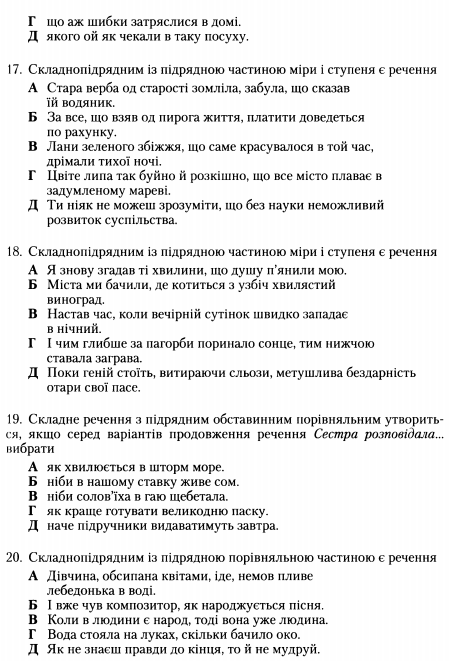 Г що аж шибки затряслися в домі.
Д якого ой як чекали в таку посуху.
17. Складнопідрядним із підрядною частиною міри і ступеня є речення
А Стара верба од старості зомліла, забула, що сказав
їй водяник.
Б За все, що взяв од пирога життя, платити доведеться
по рахунку.
В Лани зеленого збіжжя, що саме красувалося в той час,
дрімали тихої ночі.
Г Цвіте липа так буйно й розкішно, що все місто плаває в
задумленому мареві.
Д Ти ніяк не можеш зрозуміти, що без науки неможливий
розвиток суспільства.
18. Складнопідрядним із підрядною частиною міри і ступеня є речення
А Я знову згадав ті хвилини, що душу п'янили мою.
Б Міста ми бачили, де котиться з узбіч хвилястий
виноград.
В Настав час, коли вечірній сутінок швидко западає
в нічний.
Г І чим глибше за пагорби поринало сонце, тим нижчою
ставала заграва.
Д Поки геній стоїть, витираючи сльози, метушлива бездарність
отари свої пасе.
19. Складне речення з підрядним обставинним порівняльним утворить-
ся, якщо серед варіантів продовження речення Сестра розповідала...
вибрати
А як хвилюється в шторм море.
Б ніби в нашому ставку живе сом.
В ніби солов'їха в гаю щебетала.
Г як краще готувати великодню паску.
Д наче підручники видаватимуть завтра.
20. Складнопідрядним із підрядною порівняльною частиною є речення
А Дівчина, обсипана квітами, іде, немов пливе
лебедонька в воді.
Б І вже чув композитор, як народжується пісня.
В Коли в людини є народ, тоді вона уже людина.
Г Вода стояла на луках, скільки бачило око.
Д Як не знаєш правди до кінця, то й не мудруй.